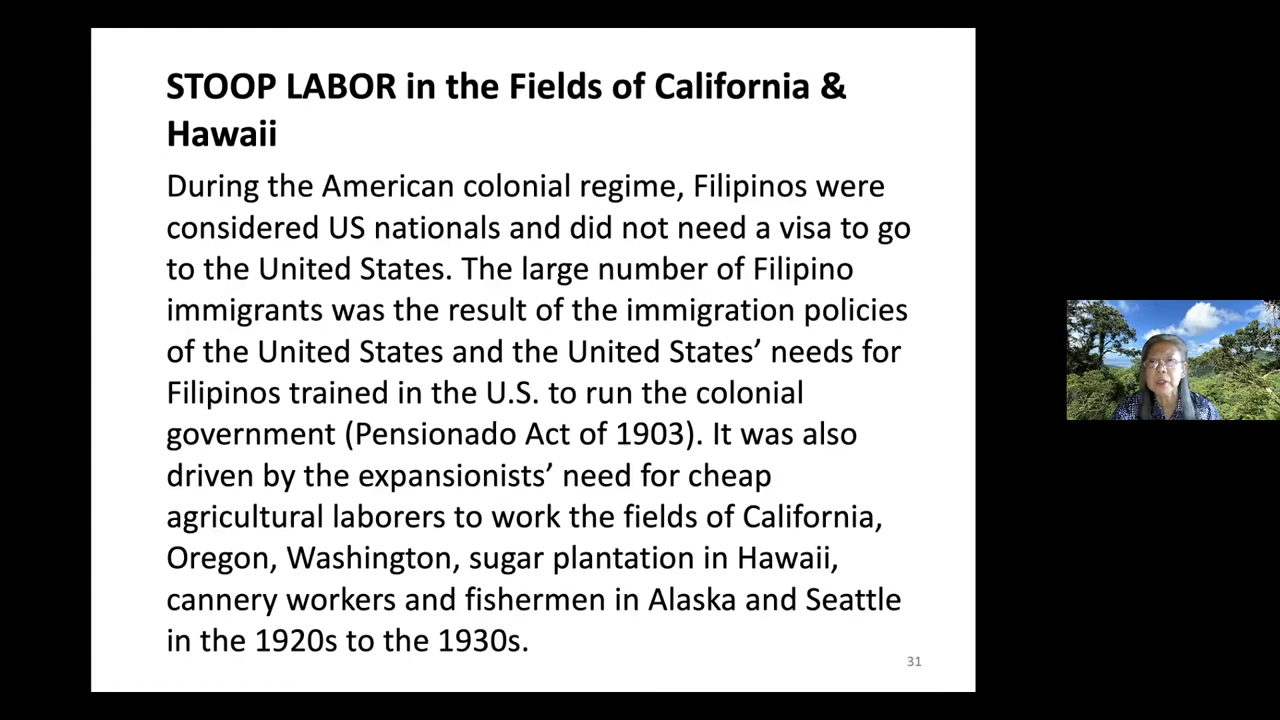 STOOP LABOR in the Fields of California &
Hawaii
During the American colonial regime, Filipinos were
considered US nationals and did not need a visa to go
to the United States. The large number of Filipino
immigrants was the result of the immigration policies
of the United States and the United States’ needs for
Filipinos trained in the U.S. to run the colonial
government (Pensionado Act of 1903). It was also
driven by the expansionists’ need for cheap
agricultural laborers to work the fields of California,
Oregon, Washington, sugar plantation in Hawaii,
cannery workers and fishermen in Alaska and Seattle
in the 1920s to the 1930s.
31